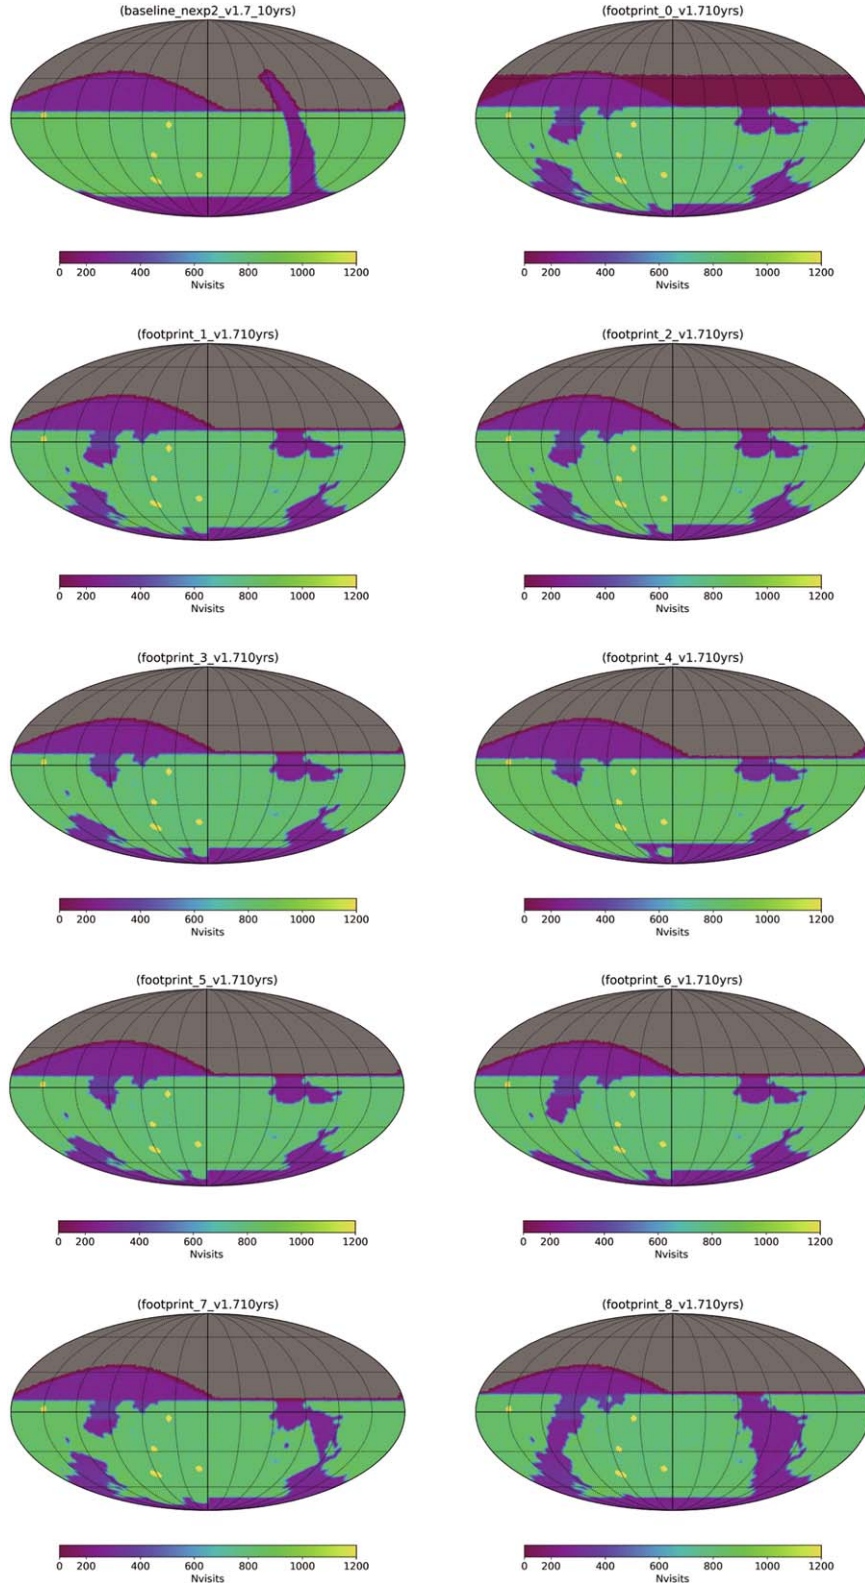 (baseline_nexp2_v1.7_10yrs)
(footprint_0_v1.710yrs)
0 200 400 600 800 1000 1200
Nvisits
0 200 400 600 800 1000 1200
Nvisits
(footprint_1_v1.710yrs)
(footprint_2_v1.710yrs)
0 200 400 600 800 1000 1200
Nvisits
0 200 400 600 800 1000 1200
Nvisits
(footprint_3_v1.710yrs)
(footprint_4_v1.710yrs)
0 200 400 600 800 1000 1200
Nvisits
0 200 400 600 800 1000 1200
Nvisits
(footprint_5_v1.710yrs)
(footprint_6_v1.710yrs)
0 200 400 600 800 1000 1200
Nvisits
0 200 400 600 800 1000 1200
Nvisits
(footprint_7_v1.710yrs)
(footprint_8_v1.710yrs)
0 200 400 600 800 1000 1200
Nvisits
0 200 400 600 800 1000 1200
Nvisits